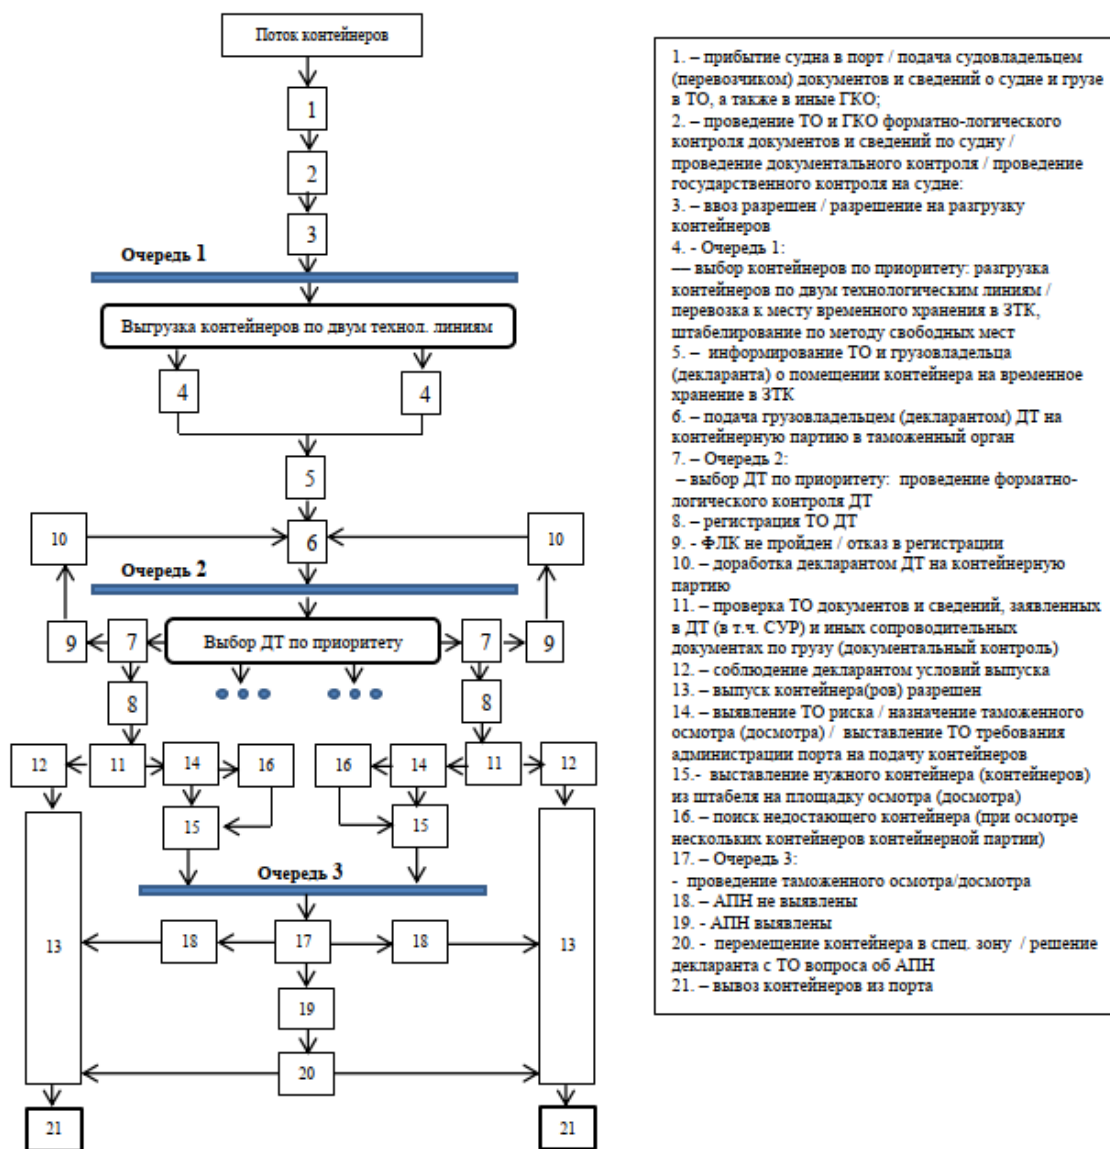 Поток контейнеров
1
2
3
Очередь 1
Выгрузка контейнеров по двум технол. линиям
4
4
5
10
6
10
Очередь 2
9
7
Выбор ДТ по приоритету
7
9
8
8
12
11
14
16
16
14
11
12
15
15
Очередь 3
13
18
17
18
13
19
20
21
21
1. – прибытие судна в порт / подача судовладельцем
(перевозчиком) документов и сведений о судне и грузе
в ТО, а также в иные ГКО;
2. – проведение ТО и ГКО форматно-логического
контроля документов и сведений по судну /
проведение документального контроля / проведение
государственного контроля на судне:
3. – ввоз разрешен / разрешение на разгрузку
контейнеров
4. - Очередь 1:
— выбор контейнеров по приоритету: разгрузка
контейнеров по двум технологическим линиям /
перевозка к месту временного хранения в ЗТК,
штабелирование по методу свободных мест
5. – информирование ТО и грузовладельца
(декларанта) о помещении контейнера на временное
хранение в ЗТК
6. – подача грузовладельцем (декларантом) ДТ на
контейнерную партию в таможенный орган
7. – Очередь 2:
– выбор ДТ по приоритету: проведение форматно-
логического контроля ДТ
8. – регистрация ТО ДТ
9. - ФЛК не пройден / отказ в регистрации
10. – доработка декларантом ДТ на контейнерную
партию
11. – проверка ТО документов и сведений, заявленных
в ДТ (в т.ч. СУР) и иных сопроводительных
документах по грузу (документальный контроль)
12. – соблюдение декларантом условий выпуска
13. – выпуск контейнера(ров) разрешен
14. – выявление ТО риска / назначение таможенного
осмотра (досмотра) / выставление ТО требования
администрации порта на подачу контейнеров
15.- выставление нужного контейнера (контейнеров)
из штабеля на площадку осмотра (досмотра)
16. – поиск недостающего контейнера (при осмотре
нескольких контейнеров контейнерной партии)
17. – Очередь 3:
- проведение таможенного осмотра/досмотра
18. – АПН не выявлены
19. - АПН выявлены
20. - перемещение контейнера в спец. зону / решение
декларанта с ТО вопроса об АПН
21. – вывоз контейнеров из порта